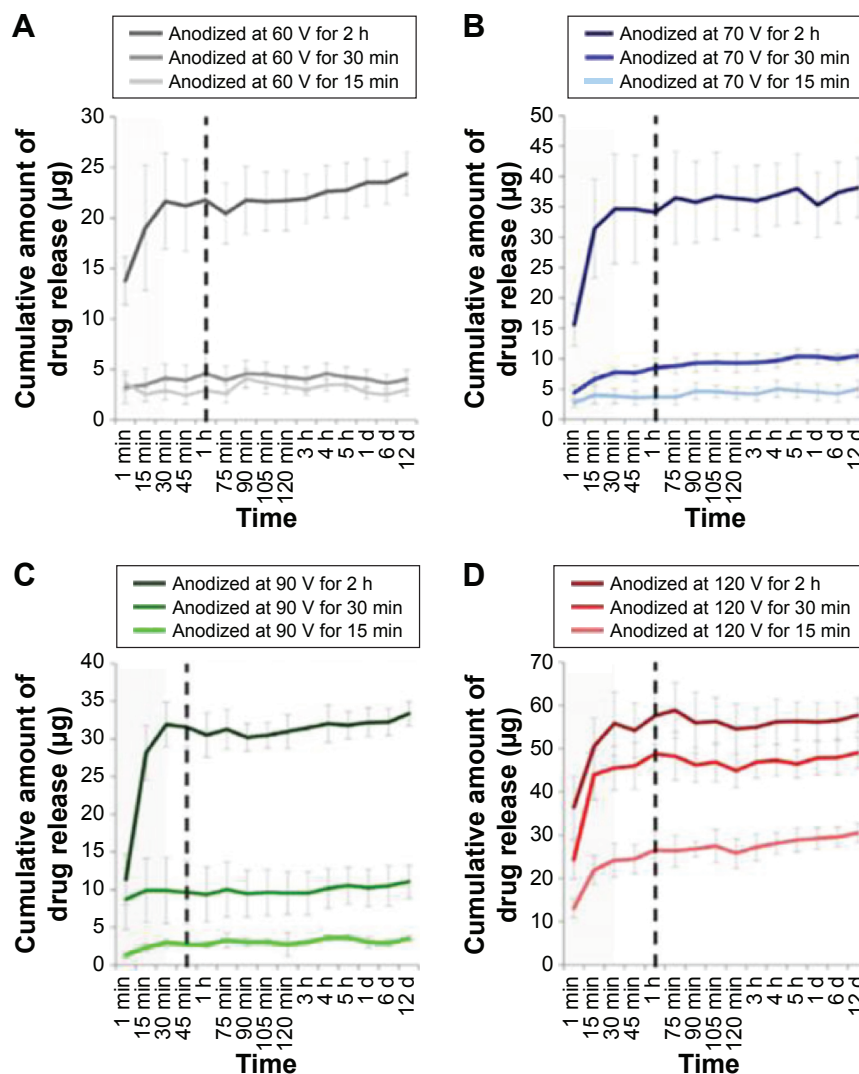 A
Anodized at 60 V for 2 h
Anodized at 60 V for 30 min
Anodized at 60 V for 15 min
Cumulative amount of
drug release (µg)
30
25
20
15
10
5
0
1 min
15 min
30 min
45 min
1 h
75 min
90 min
105 min
120 min
3 h
4 h
5 h
1 d
6 d
12 d
Time
B
Anodized at 70 V for 2 h
Anodized at 70 V for 30 min
Anodized at 70 V for 15 min
Cumulative amount of
drug release (µg)
50
45
40
35
30
25
20
15
10
5
0
1 min
15 min
30 min
45 min
1 h
75 min
90 min
105 min
120 min
3 h
4 h
5 h
1 d
6 d
12 d
Time
C
Anodized at 90 V for 2 h
Anodized at 90 V for 30 min
Anodized at 90 V for 15 min
Cumulative amount of
drug release (µg)
40
35
30
25
20
15
10
5
0
1 min
15 min
30 min
45 min
1 h
75 min
90 min
105 min
120 min
3 h
4 h
5 h
1 d
6 d
12 d
Time
D
Anodized at 120 V for 2 h
Anodized at 120 V for 30 min
Anodized at 120 V for 15 min
Cumulative amount of
drug release (µg)
70
60
50
40
30
20
10
0
1 min
15 min
30 min
45 min
1 h
75 min
90 min
105 min
120 min
3 h
4 h
5 h
1 d
6 d
12 d
Time